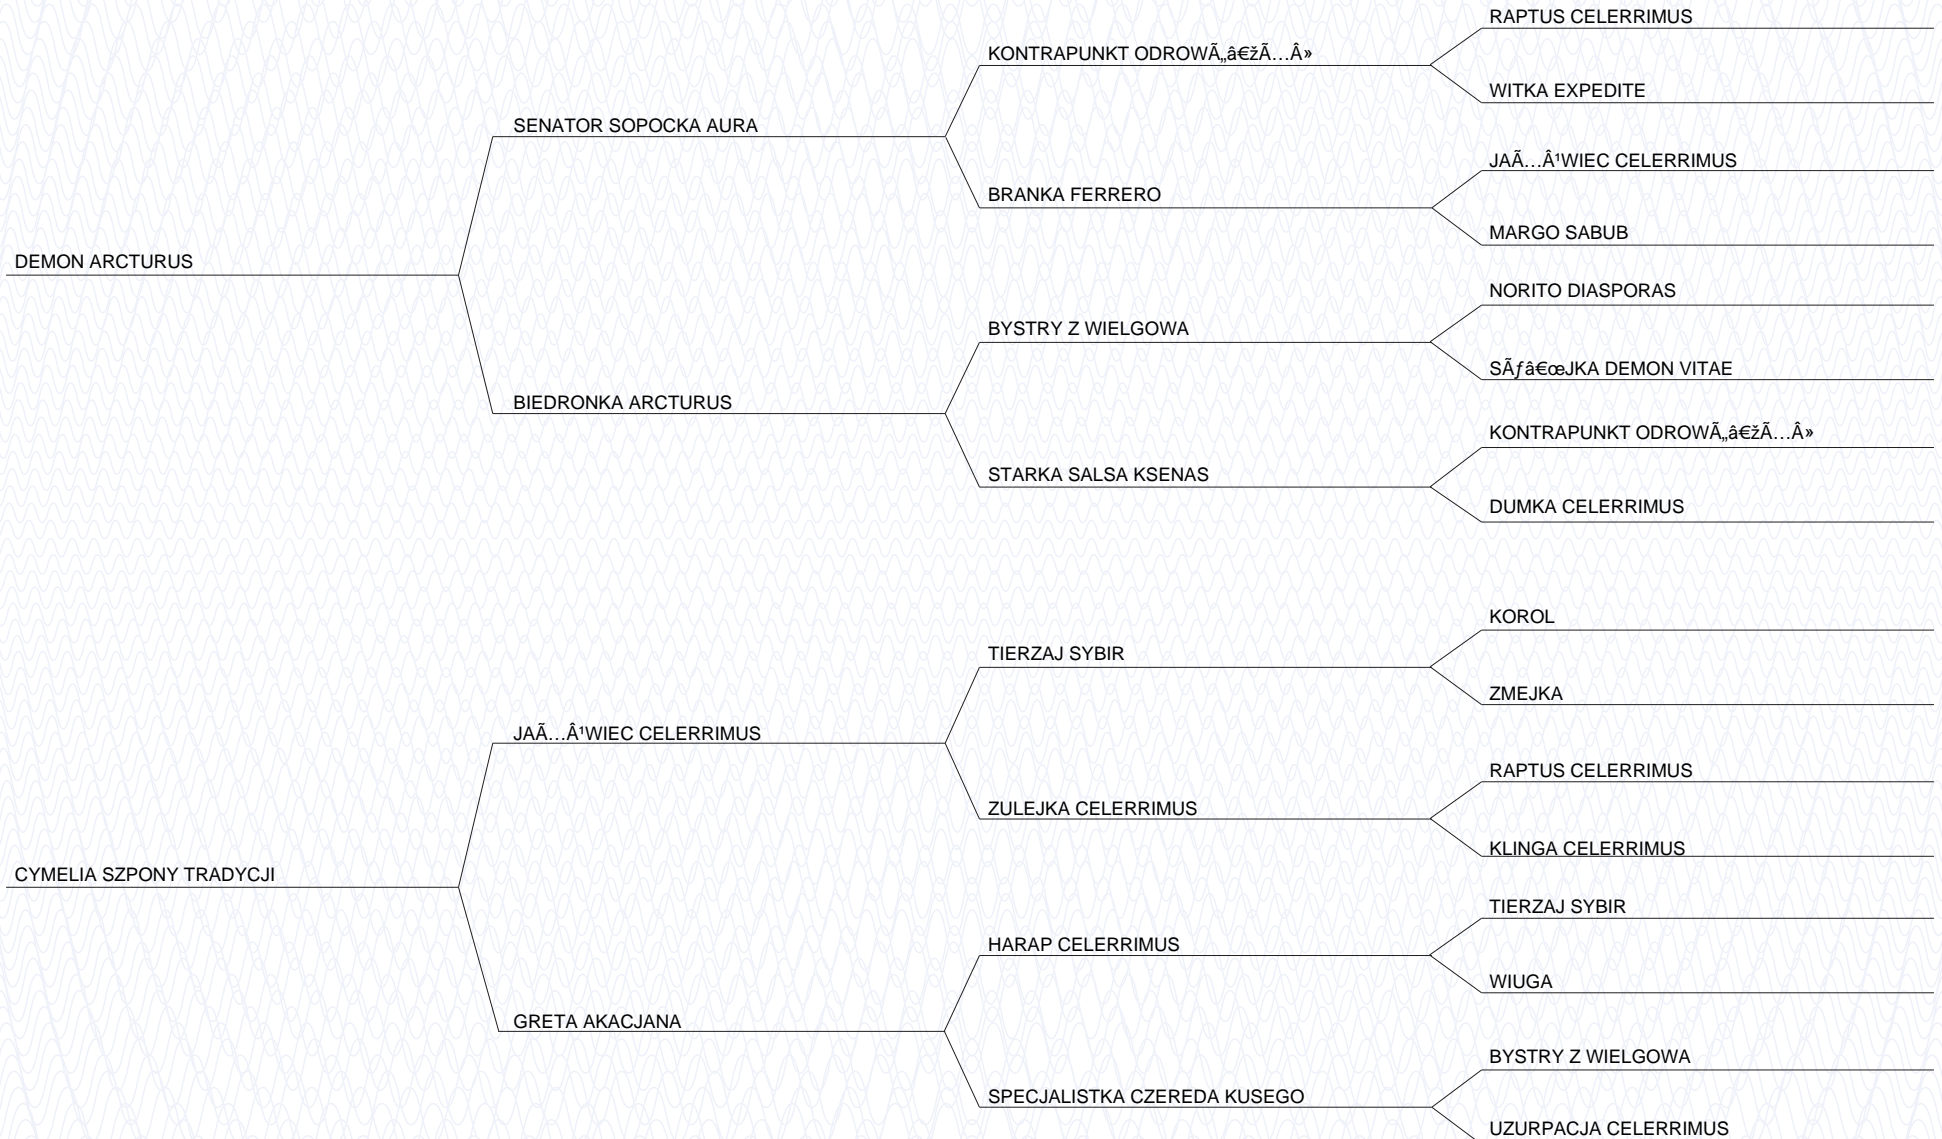 RAPTUS CELERRIMUS
KONTRAPUNKT ODROWÃ„â€žÃ…Â»
WITKA EXPEDITE
SENATOR SOPOCKA AURA
JAÃ…Â¹WIEC CELERRIMUS
BRANKA FERRERO
MARGO SABUB
DEMON ARCTURUS
NORITO DIASPORAS
BYSTRY Z WIELGOWA
SÃƒâ€œJKA DEMON VITAE
BIEDRONKA ARCTURUS
KONTRAPUNKT ODROWÃ„â€žÃ…Â»
STARKA SALSA KSENAS
DUMKA CELERRIMUS
KOROL
TIERZAJ SYBIR
ZMEJKA
JAÃ…Â¹WIEC CELERRIMUS
RAPTUS CELERRIMUS
ZULEJKA CELERRIMUS
KLINGA CELERRIMUS
CYMELIA SZPONY TRADYCJI
TIERZAJ SYBIR
HARAP CELERRIMUS
WIUGA
GRETA AKACJANA
BYSTRY Z WIELGOWA
SPECJALISTKA CZEREDA KUSEGO
UZURPACJA CELERRIMUS